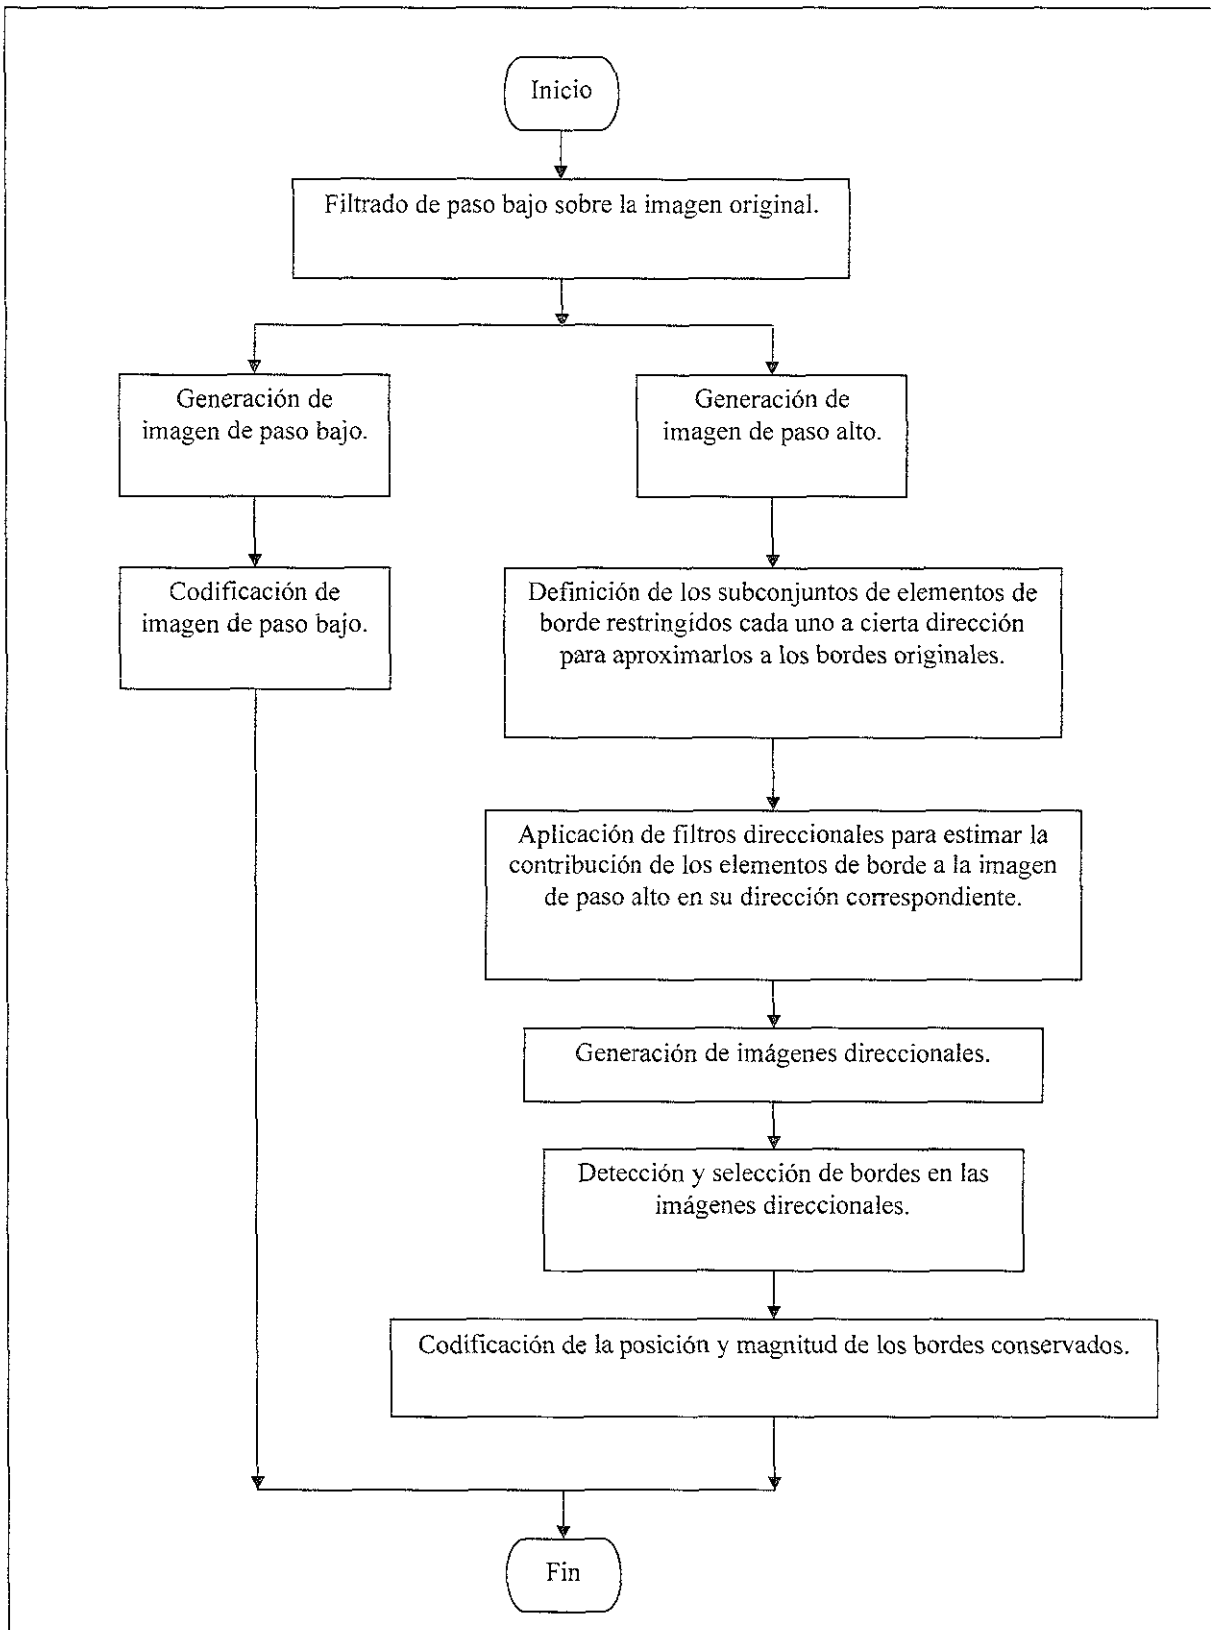 Inicio
Filtrado de paso bajo sobre la imagen original.
Generación de
imagen de paso bajo.
Generación de
imagen de paso alto.
Codificación de
imagen de paso bajo.
Definición de los subconjuntos de elementos de
borde restringidos cada uno a cierta dirección
para aproximarlos a los bordes originales.
Aplicación de filtros direccionales para estimar la
contribución de los elementos de borde a la imagen
de paso alto en su dirección correspondiente.
Generación de imágenes direccionales.
Detección y selección de bordes en las
imágenes direccionales.
Codificación de la posición y magnitud de los bordes conservados.
Fin